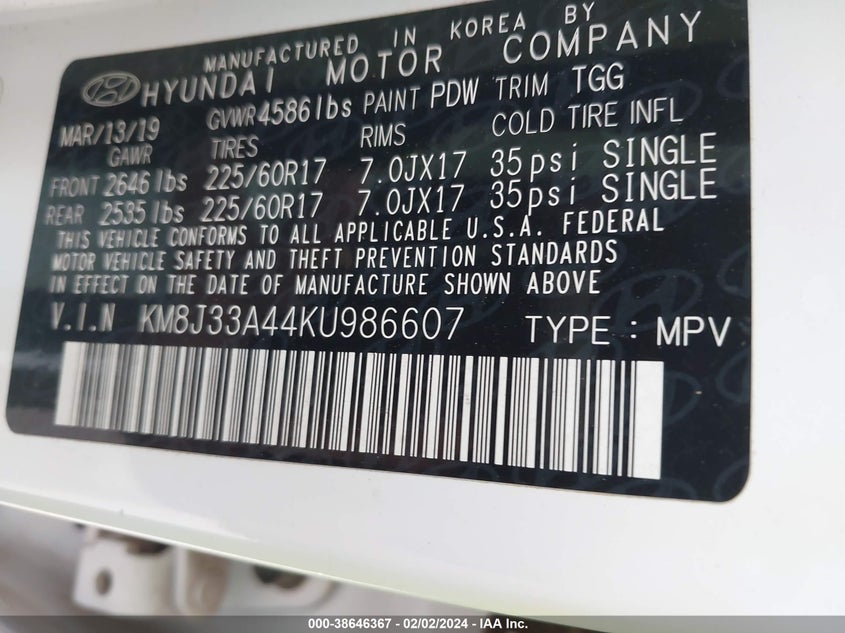 MANUFACTURED IN KOREA BY
HYUNDAI MOTOR COMPANY
MAR/13/19 GVWR 4586lbs PAINT PDW TRIM TGG
GAWR TIRES RIMS COLD TIRE INFL
FRONT 2646 lbs 225/60R17 7.0JX17 35psi SINGLE
REAR 2535 lbs 225/60R17 7.0JX17 35psi SINGLE
THIS VEHICLE CONFORMS TO ALL APPLICABLE U.S.A. FEDERAL
MOTOR VEHICLE SAFETY AND THEFT PREVENTION STANDARDS
IN EFFECT ON THE DATE OF MANUFACTURE SHOWN ABOVE
V.I.N KM8J33A44KU986607 TYPE : MPV
000-38646367 - 02/02/2024 - IAA Inc.